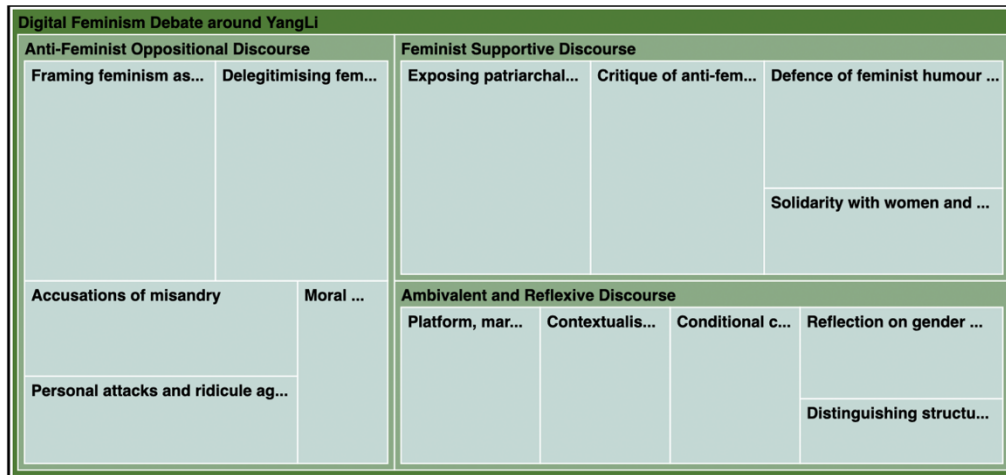 Digital Feminism Debate around YangLi
Anti-Feminist Oppositional Discourse
Framing feminism as...
Delegitimising fem...
Accusations of misandry
Moral ...
Personal attacks and ridicule ag...
Feminist Supportive Discourse
Exposing patriarchal...
Critique of anti-fem...
Defence of feminist humour ...
Solidarity with women and ...
Ambivalent and Reflexive Discourse
Platform, mar...
Contextualis...
Conditional c...
Reflection on gender ...
Distinguishing structu...